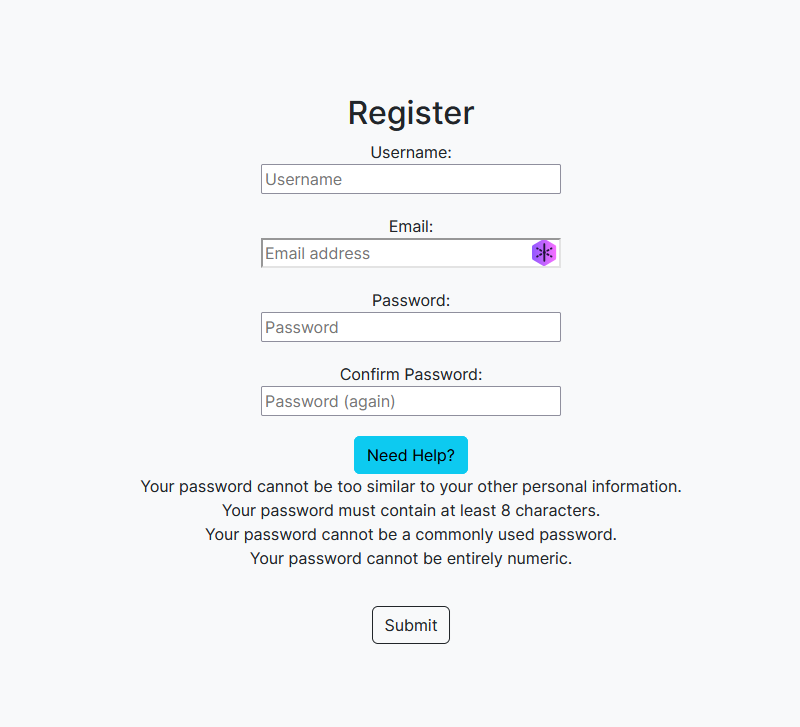 Register
Username:
Username
Email:
Email address
Password:
Password
Confirm Password:
Password (again)
Need Help?
Your password cannot be too similar to your other personal information.
Your password must contain at least 8 characters.
Your password cannot be a commonly used password.
Your password cannot be entirely numeric.
Submit